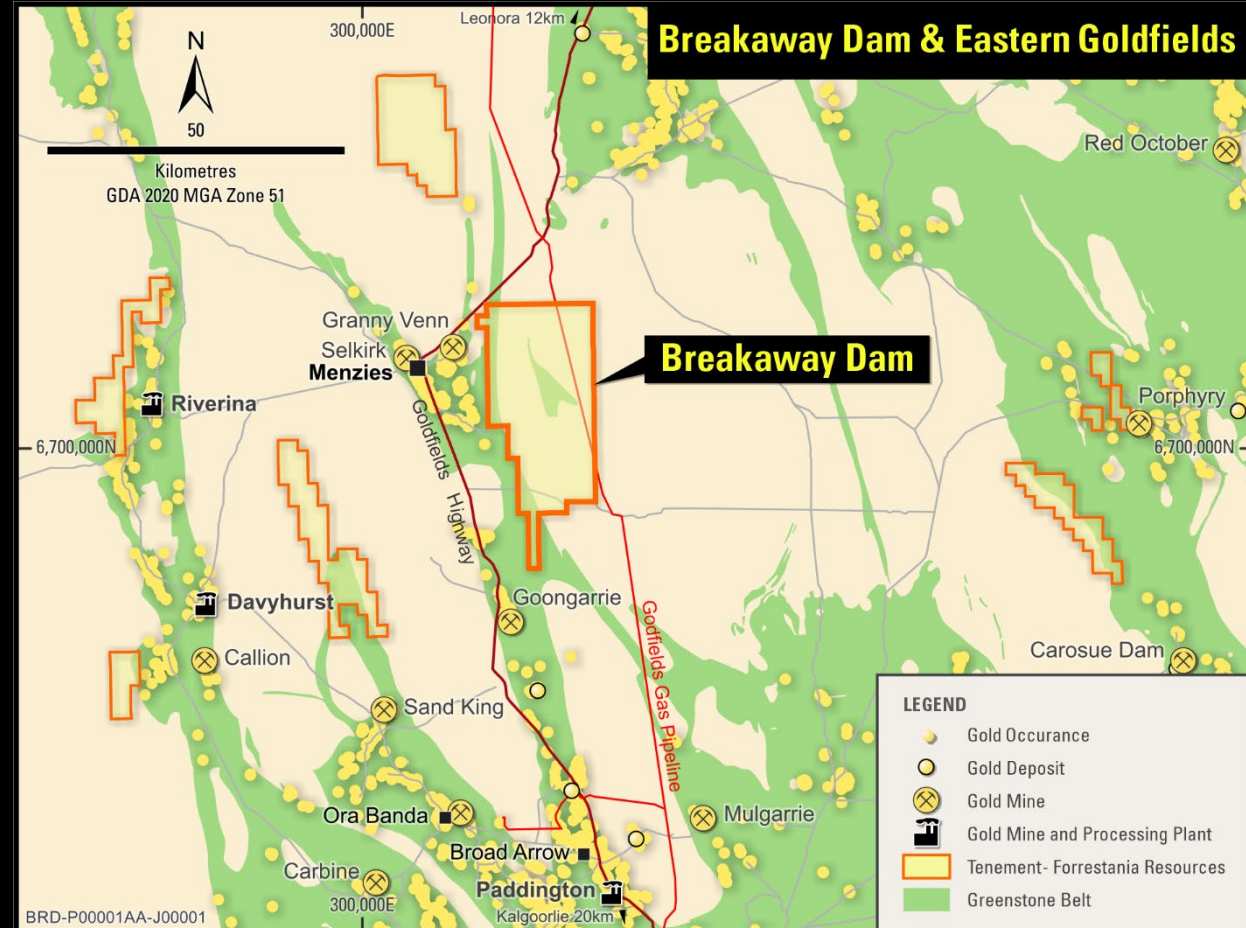 Breakaway Dam & Eastern Goldfields
Leonora 12km
300,000E
N
50
Kilometres
GDA 2020 MGA Zone 51
Red October
Granny Venn
Selkirk
Menzies
Breakaway Dam
Riverina
Porphyry
6,700,000N
6,700,000N
Goldfields Highway
Davyhurst
Goongarrie
Callion
Godfields Gas Pipeline
Carosue Dam
Sand King
Ora Banda
Mulgarrie
Broad Arrow
Carbine
Paddington
300,000E
Kalgoorlie 20km
BRD-P00001AA-J00001
LEGEND
Gold Occurance
Gold Deposit
Gold Mine
Gold Mine and Processing Plant
Tenement- Forrestania Resources
Greenstone Belt